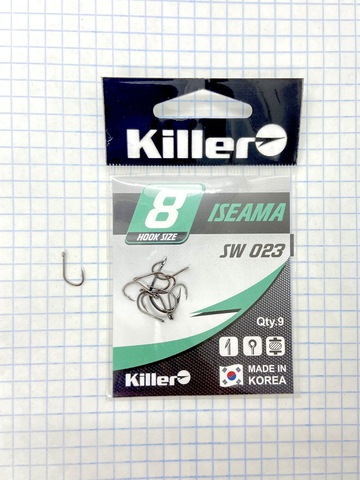 Killer
8
HOOK SIZE
ISEAMA
SW 023
Qty.9
MADE IN
KOREA
Killer